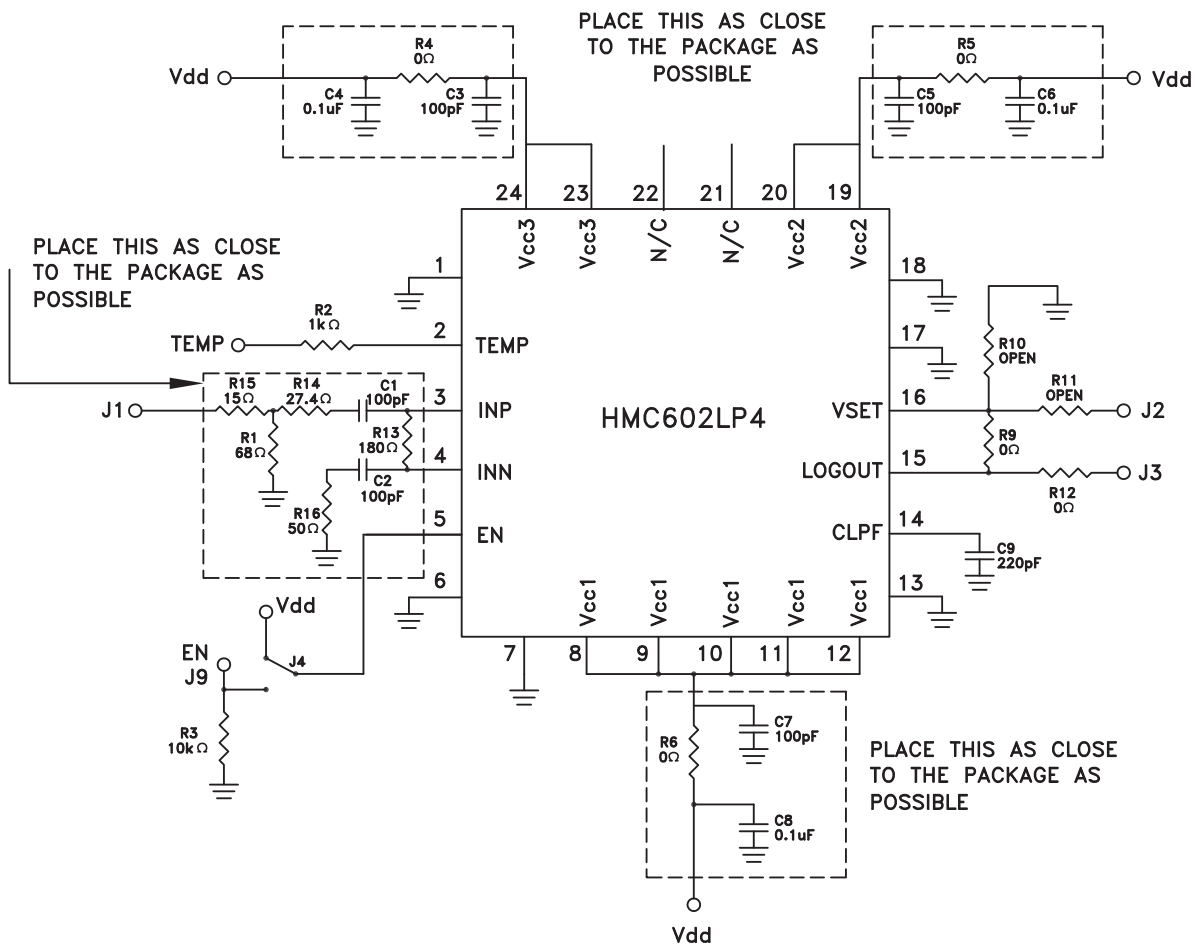 PLACE THIS AS CLOSE
TO THE PACKAGE AS
POSSIBLE
R4
0Ω
R5
0Ω
Vdd
Vdd
C4
0.1uF
C3
100pF
C5
100pF
C6
0.1uF
24
23
22
21
20
19
Vcc3
Vcc3
N/C
N/C
Vcc2
Vcc2
PLACE THIS AS CLOSE
TO THE PACKAGE AS
POSSIBLE
1
18
R2
1kΩ
TEMP
2
TEMP
17
R10
OPEN
R15
15Ω
R14
27.4Ω
C1
100pF
J1
3
INP
HMC602LP4
VSET
16
R11
OPEN
J2
R1
68Ω
R13
180Ω
R9
0Ω
4
INN
LOGOUT
15
J3
C2
100pF
R12
0Ω
R16
50Ω
5
EN
CLPF
14
C9
220pF
6
13
Vcc1
Vcc1
Vcc1
Vcc1
Vcc1
Vdd
7
8
9
10
11
12
EN
J9
J4
R3
10kΩ
C7
100pF
R6
0Ω
PLACE THIS AS CLOSE
TO THE PACKAGE AS
POSSIBLE
C8
0.1uF
Vdd